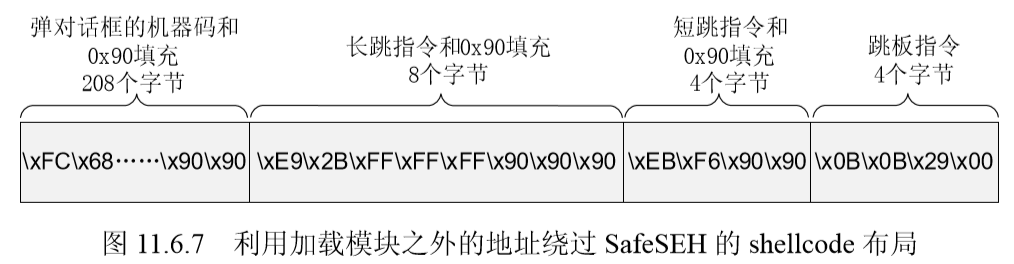 弹对话框的机器码和
0x90填充
208个字节
长跳指令和0x90填充
8个字节
短跳指令和
0x90填充
4个字节
跳板指令
4个字节
\xFC\x68……\x90\x90
\xE9\x2B\xFF\xFF\xFF\x90\x90\x90
\xEB\xF6\x90\x90
\x0B\x0B\x29\x00
图 11.6.7 利用加载模块之外的地址绕过 SafeSEH 的 shellcode 布局